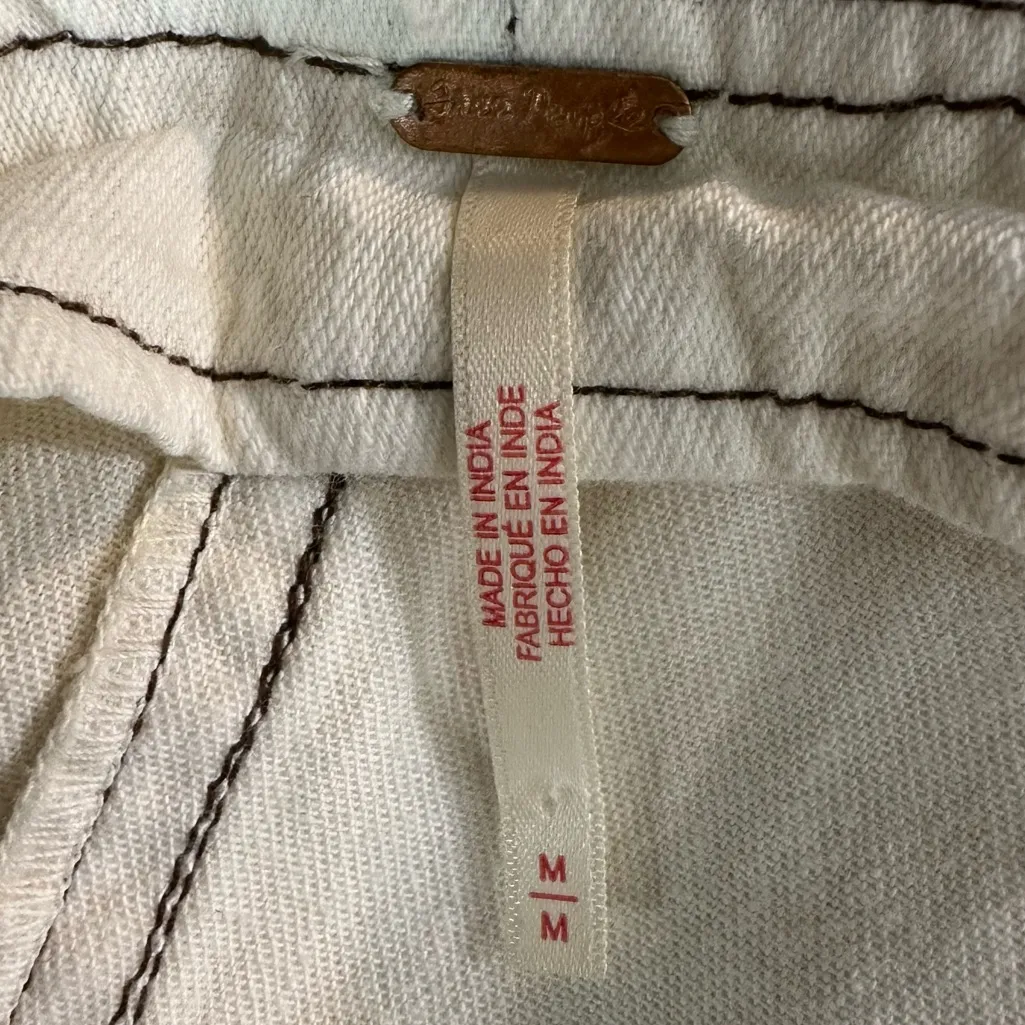 Free People
MADE IN INDIA
FABRIQUÉ EN INDE
HECHO EN INDIA
M/M